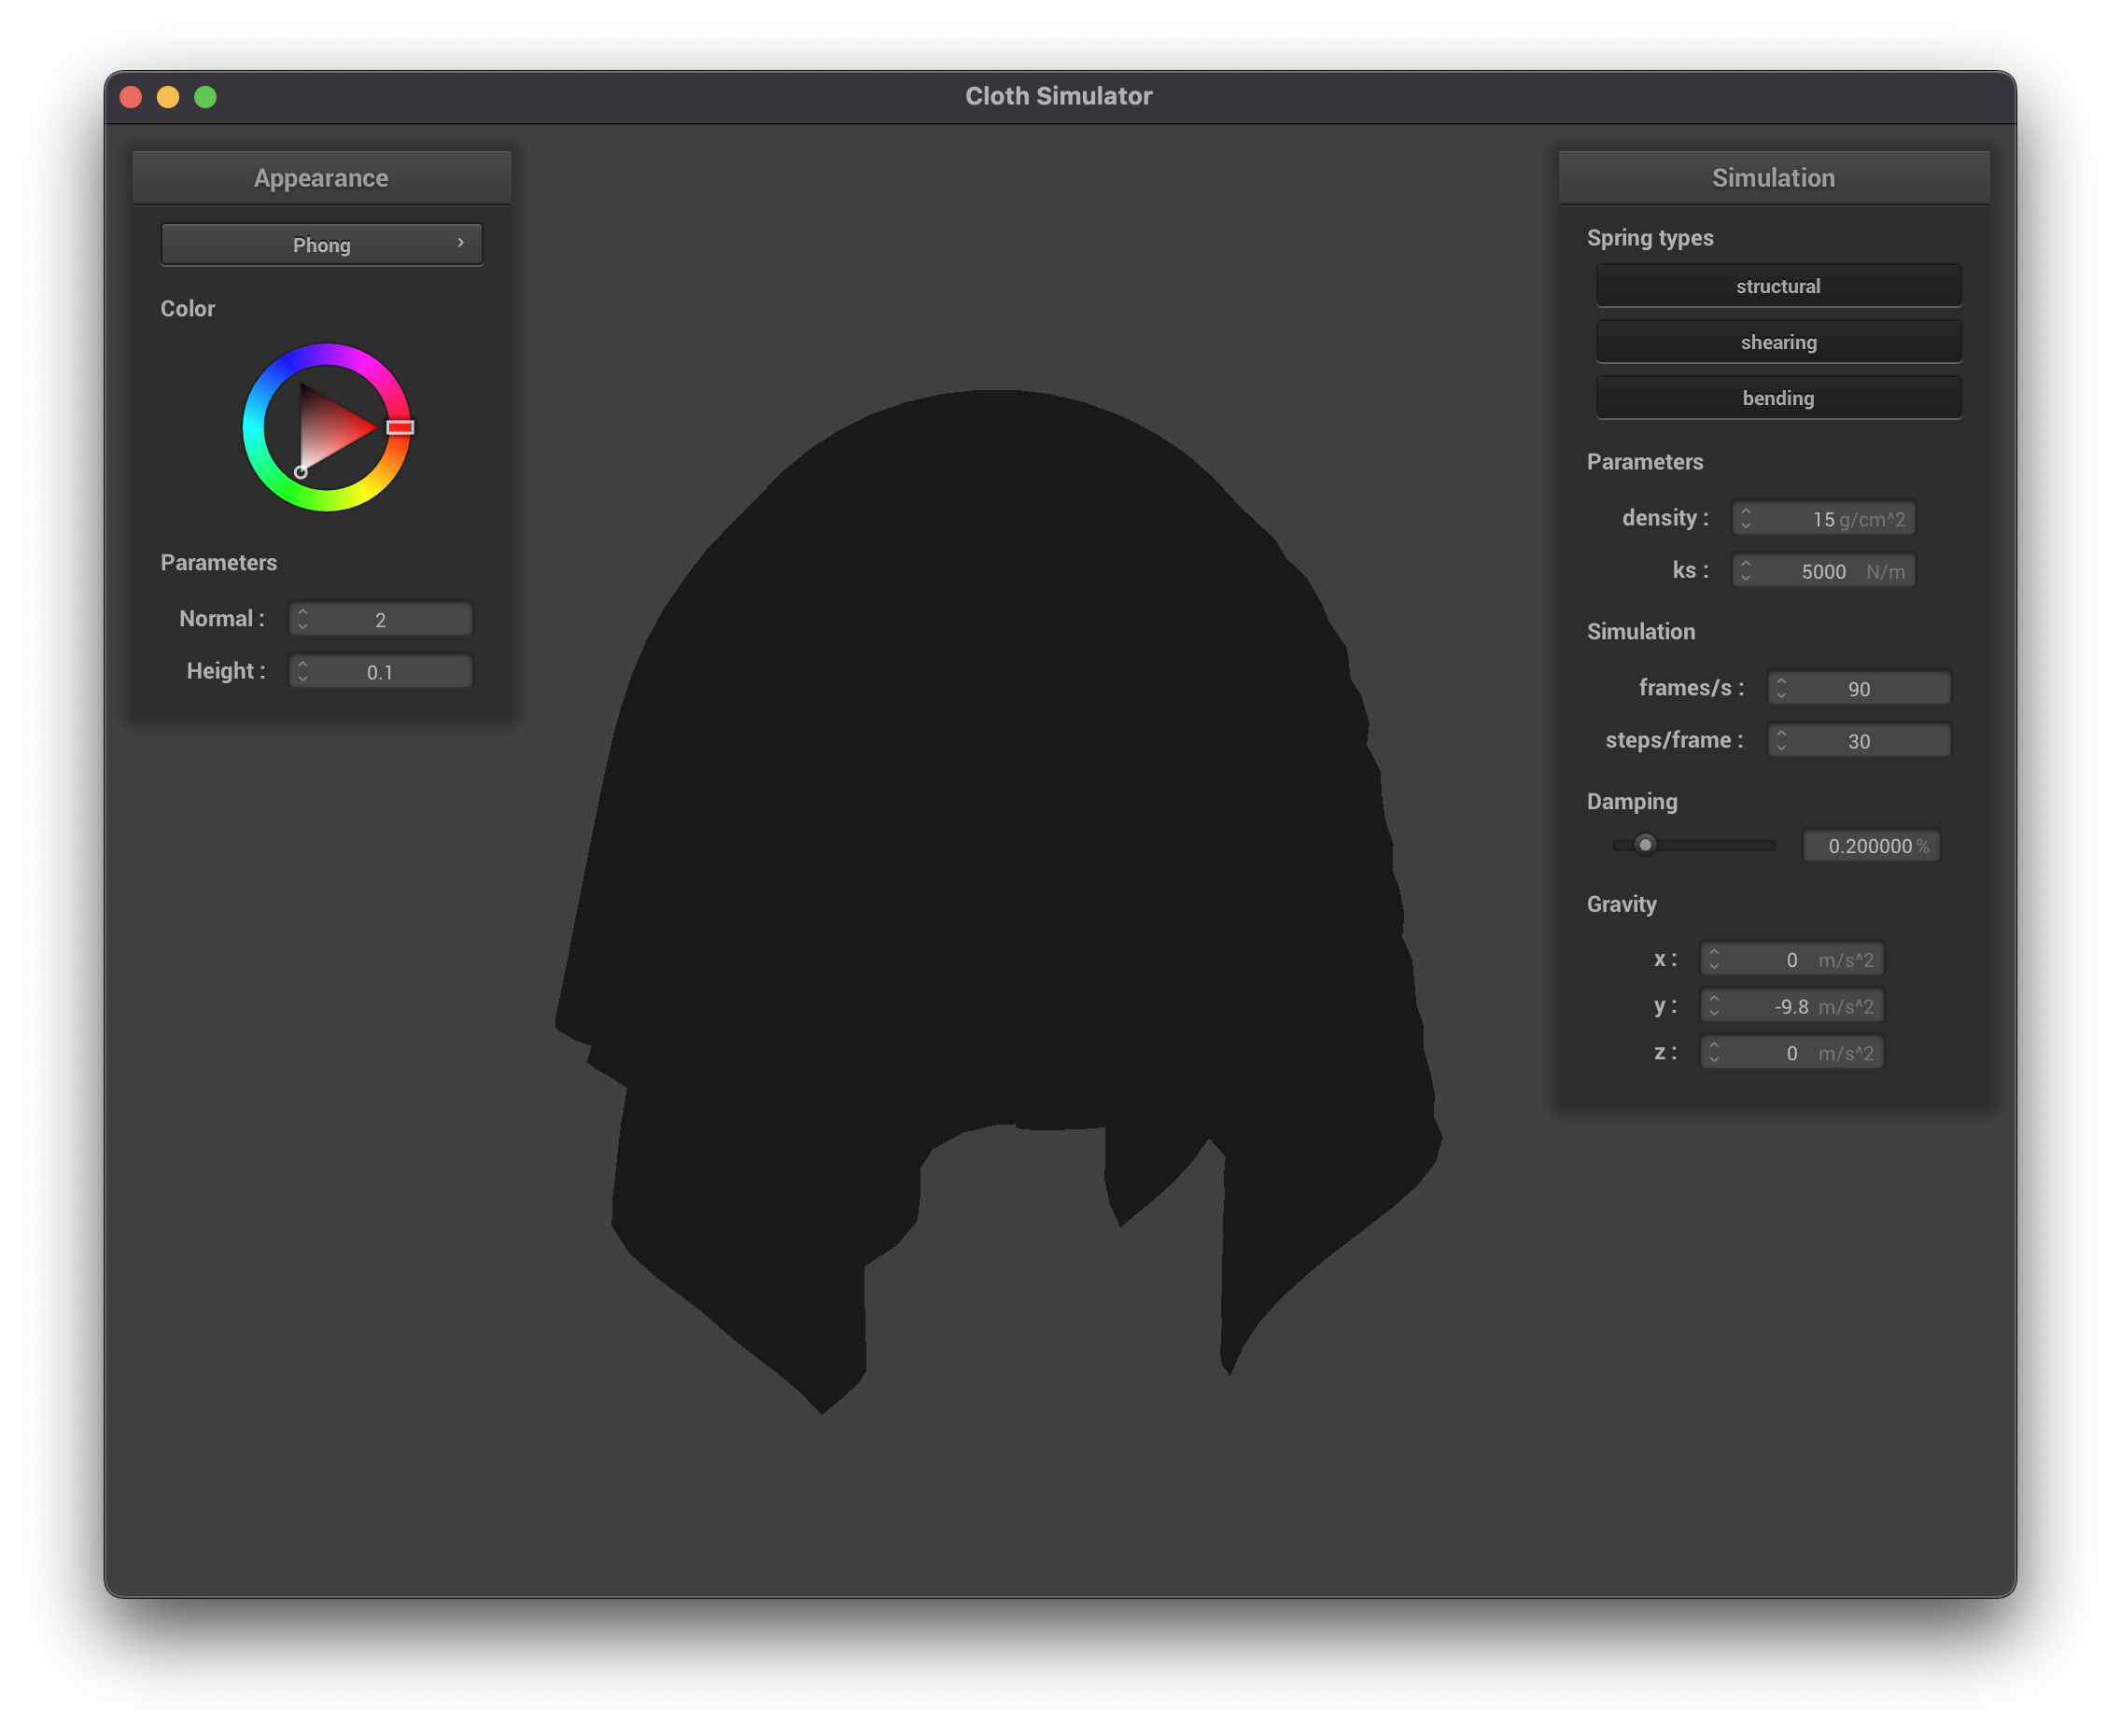 Cloth Simulator
Appearance
Phong
Color
Parameters
Normal : 2
Height : 0.1
Simulation
Spring types
structural
shearing
bending
Parameters
density : 15 g/cm^2
ks : 5000 N/m
Simulation
frames/s : 90
steps/frame : 30
Damping
0.200000 %
Gravity
x : 0 m/s^2
y : -9.8 m/s^2
z : 0 m/s^2